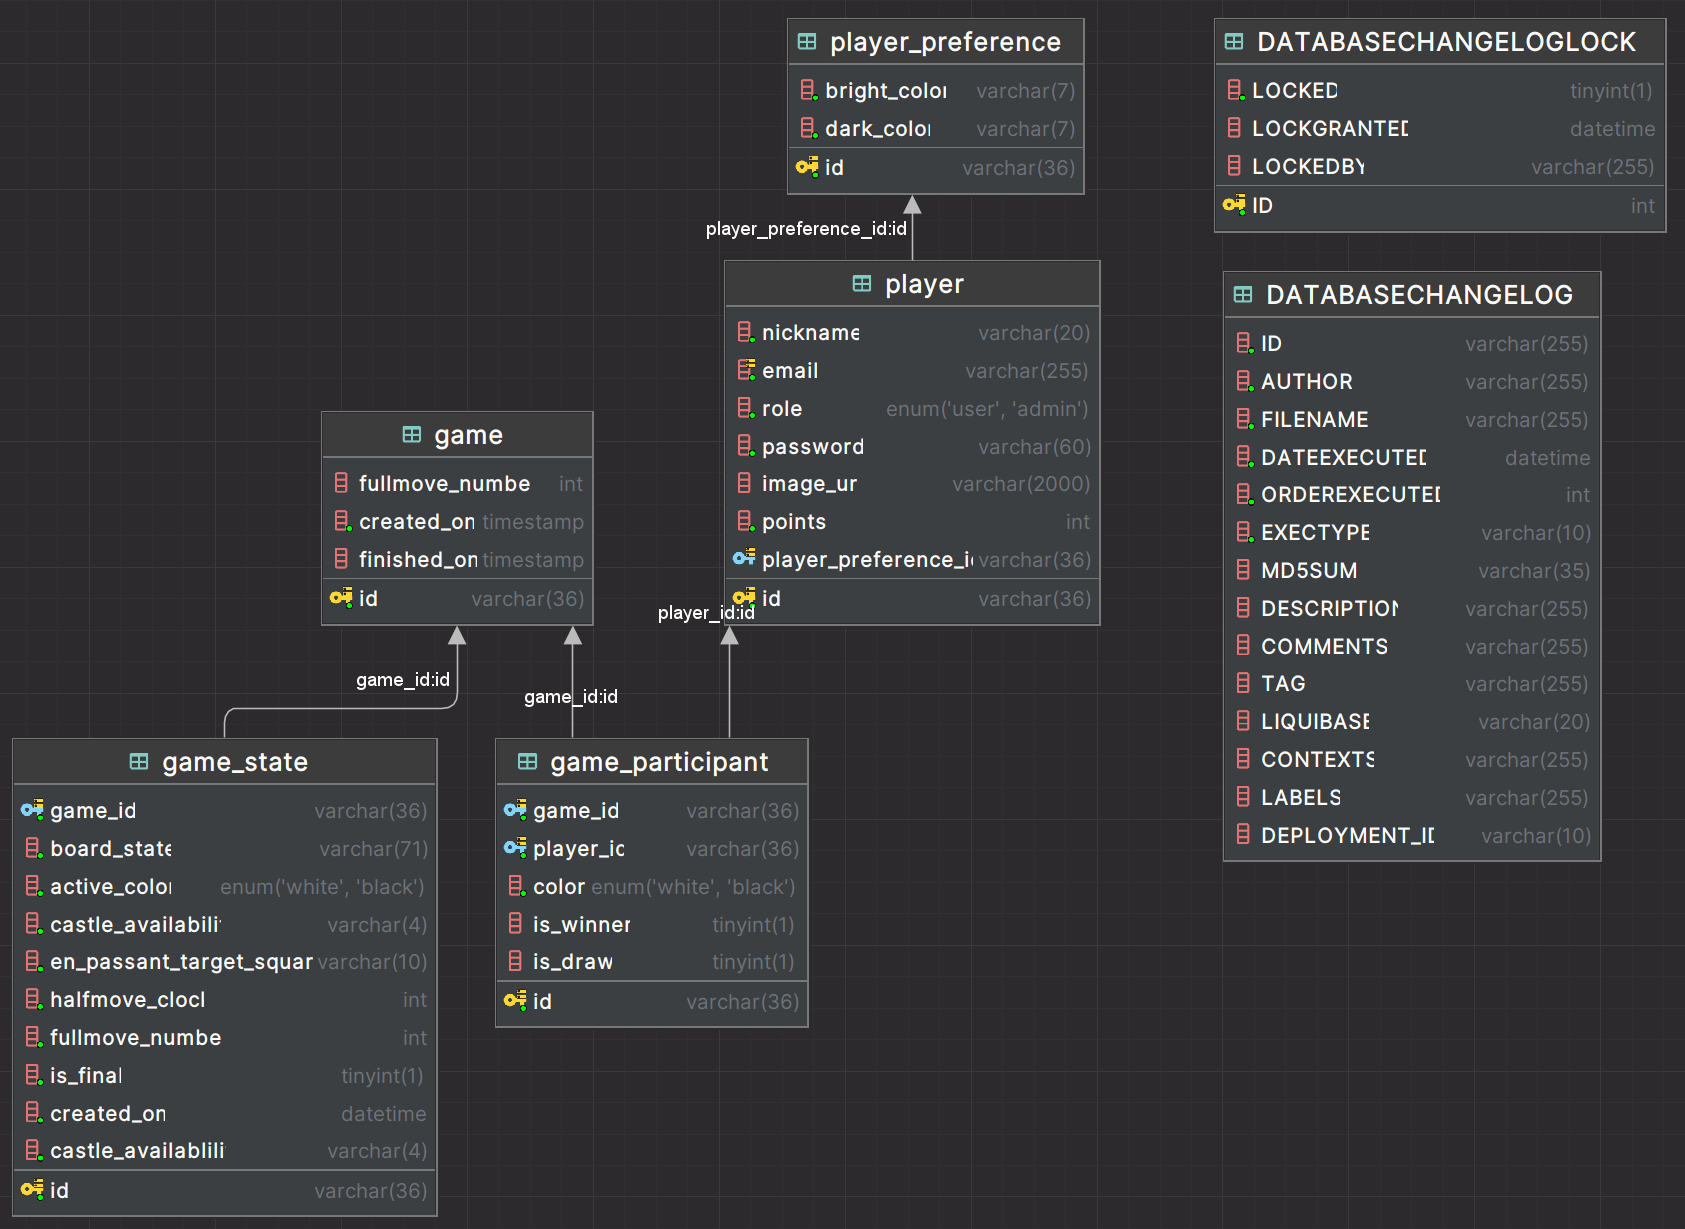 player_preference
bright_color varchar(7)
dark_color varchar(7)
id varchar(36)
DATABASECHANGELOGLOCK
LOCKED tinyint(1)
LOCKGRANTED datetime
LOCKEDBY varchar(255)
ID int
player_preference_id:id
player
nickname varchar(20)
email varchar(255)
role enum('user', 'admin')
password varchar(60)
image_ur varchar(2000)
points int
player_preference_id varchar(36)
id varchar(36)
DATABASECHANGELOG
ID varchar(255)
AUTHOR varchar(255)
FILENAME varchar(255)
DATEEXECUTED datetime
ORDEREXECUTED int
EXECTYPE varchar(10)
MD5SUM varchar(35)
DESCRIPTION varchar(255)
COMMENTS varchar(255)
TAG varchar(255)
LIQUIBASE varchar(20)
CONTEXTS varchar(255)
LABELS varchar(255)
DEPLOYMENT_ID varchar(10)
game
fullmove_numbe int
created_on timestamp
finished_on timestamp
id varchar(36)
player_id:id
game_id:id
game_id:id
game_state
game_id varchar(36)
board_state varchar(71)
active_color enum('white', 'black')
castle_availabili varchar(4)
en_passant_target_squar varchar(10)
halfmove_clock int
fullmove_numbe int
is_final tinyint(1)
created_on datetime
castle_availablili varchar(4)
id varchar(36)
game_participant
game_id varchar(36)
player_id varchar(36)
color enum('white', 'black')
is_winner tinyint(1)
is_draw tinyint(1)
id varchar(36)